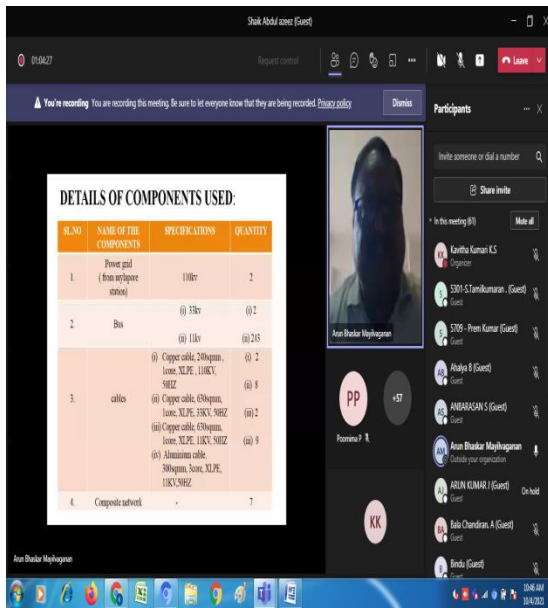 Shaik Abdul azeez (Guest)
01:04:27
Request control
Leave
You're recording You are recording this meeting. Be sure to let everyone know that they are being recorded. Privacy policy
Dismiss
DETAILS OF COMPONENTS USED:
SL.NO
NAME OF THE
COMPONENTS
SPECIFICATIONS
QUANTITY
1.
Power grid
( from mylapore
station)
110kv
2
2.
Bus
(i) 33kv
(i) 2
(ii) 11kv
(ii) 243
3.
cables
(i) Copper cable, 240sqmm,
1core, XLPE, 110KV,
50HZ
(ii) Copper cable, 630sqmm,
1core, XLPE, 33KV, 50HZ
(iii) Copper cable, 630sqmm,
1core, XLPE, 11KV, 50HZ
(iv) Aluminium cable,
300sqmm, 3core, XLPE,
11KV,50HZ
(i) 2
(ii) 8
(iii) 2
(iii) 9
4.
Composite network
-
7
Arun Bhaskar Mayilvaganan
Arun Bhaskar Mayilvaganan
PP
Poornima P
+57
KK
Participants
Invite someone or dial a number
Share invite
In this meeting (61)
Mute all
KK
Kavitha Kumari K.S
Organizer
5301-S.Tamilkumaran . (Guest)
Guest
5709 - Prem Kumar (Guest)
Guest
AB
Ahalya B (Guest)
Guest
AS
ANBARASAN S (Guest)
Guest
AM
Arun Bhaskar Mayilvaganan
Outside your organization
AJ
ARUN KUMAR J (Guest)
Guest
On hold
BA
Bala Chandiran. A (Guest)
Guest
Bindu (Guest)
Guest
10:46 AM
10/4/2021